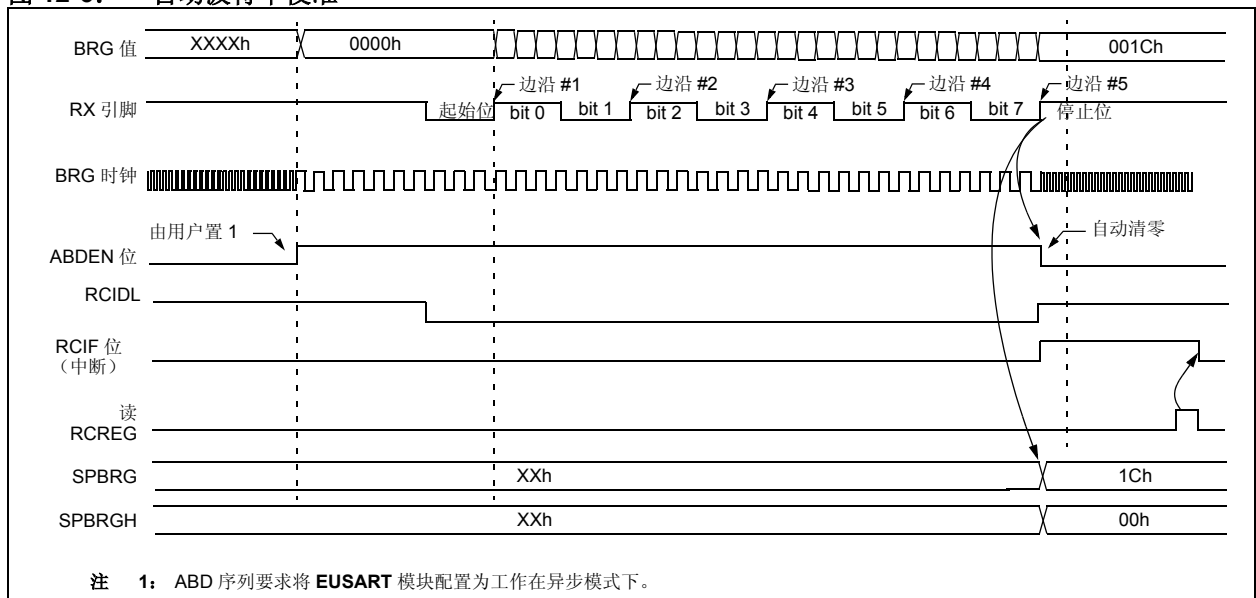 BRG 值 XXXXh 0000h 001Ch
边沿 #1 边沿 #2 边沿 #3 边沿 #4 边沿 #5
RX 引脚 起始位 bit 0 bit 1 bit 2 bit 3 bit 4 bit 5 bit 6 bit 7 停止位
BRG 时钟
由用户置 1 自动清零
ABDEN 位
RCIDL
RCIF 位
（中断）
读
RCREG
SPBRG XXh 1Ch
SPBRGH XXh 00h
注 1： ABD 序列要求将 EUSART 模块配置为工作在异步模式下。